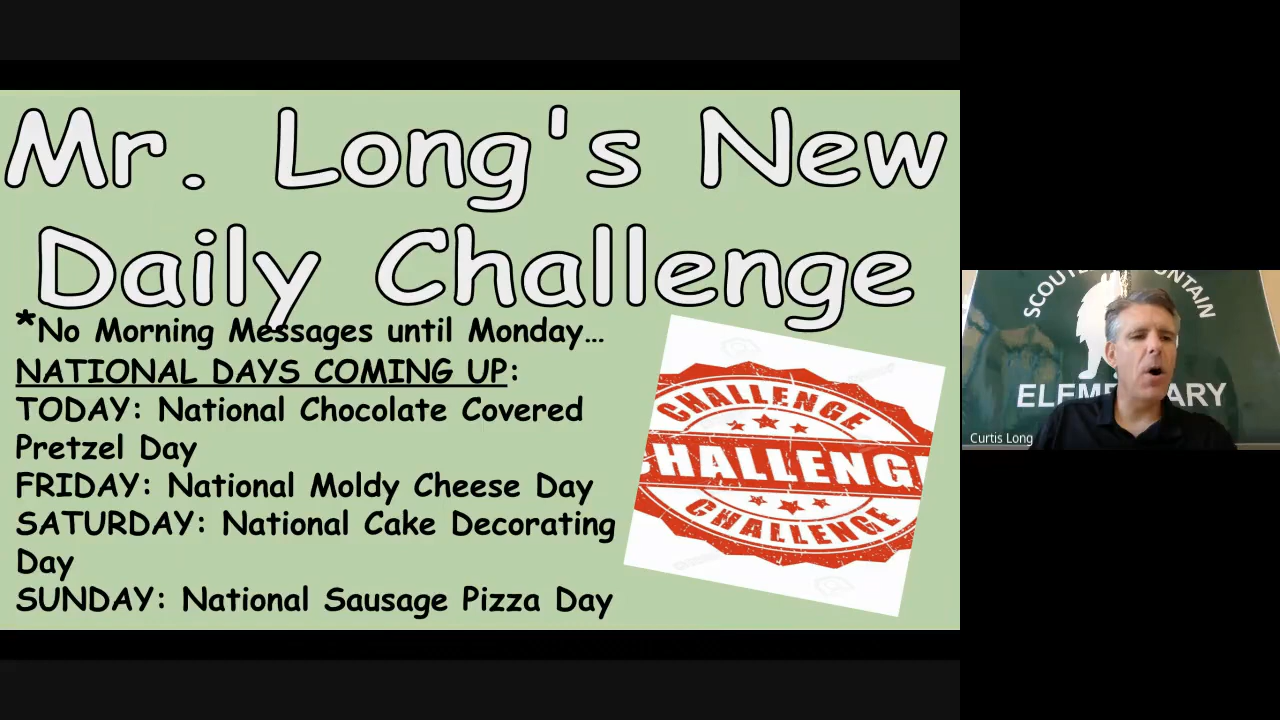 Mr. Long's New
Daily Challenge
*No Morning Messages until Monday...
NATIONAL DAYS COMING UP:
TODAY: National Chocolate Covered
Pretzel Day
FRIDAY: National Moldy Cheese Day
SATURDAY: National Cake Decorating
Day
SUNDAY: National Sausage Pizza Day
CHALLENGE
CHALLENGE
CHALLENGE
ELEMENTARY
Curtis Long